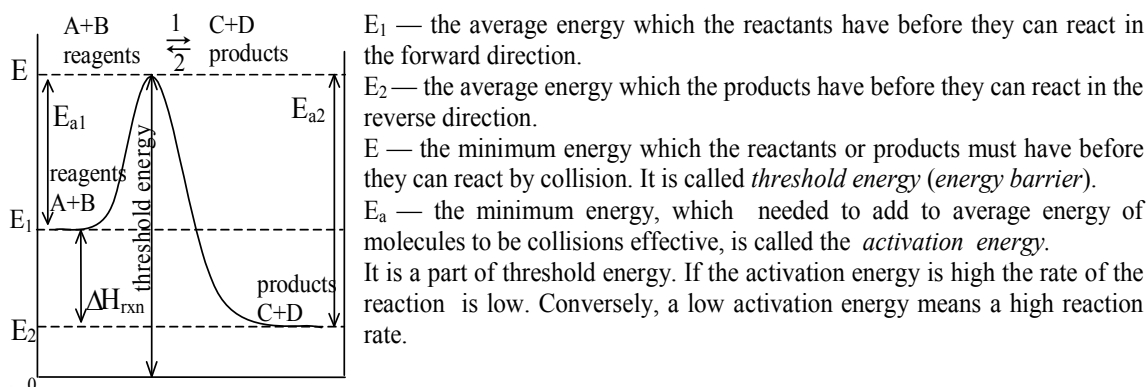 A+B
reagents
1
⇄
2
C+D
products
E
E₁
E₂
0
Eₐ₁
Eₐ₂
reagents
A+B
threshold energy
ΔHᵣₓₙ
products
C+D
E₁ — the average energy which the reactants have before they can react in
the forward direction.
E₂ — the average energy which the products have before they can react in the
reverse direction.
E — the minimum energy which the reactants or products must have before
they can react by collision. It is called threshold energy (energy barrier).
Eₐ — the minimum energy, which needed to add to average energy of
molecules to be collisions effective, is called the activation energy.
It is a part of threshold energy. If the activation energy is high the rate of the
reaction is low. Conversely, a low activation energy means a high reaction
rate.